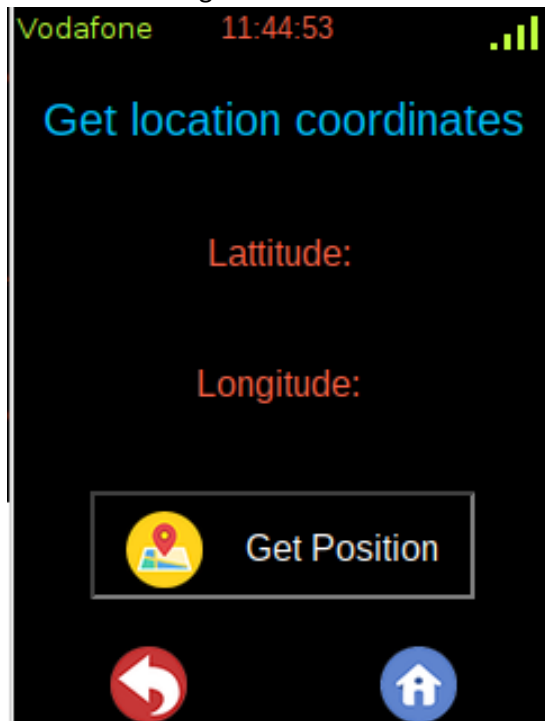 Vodafone 11:44:53
Get location coordinates
Lattitude:
Longitude:
Get Position